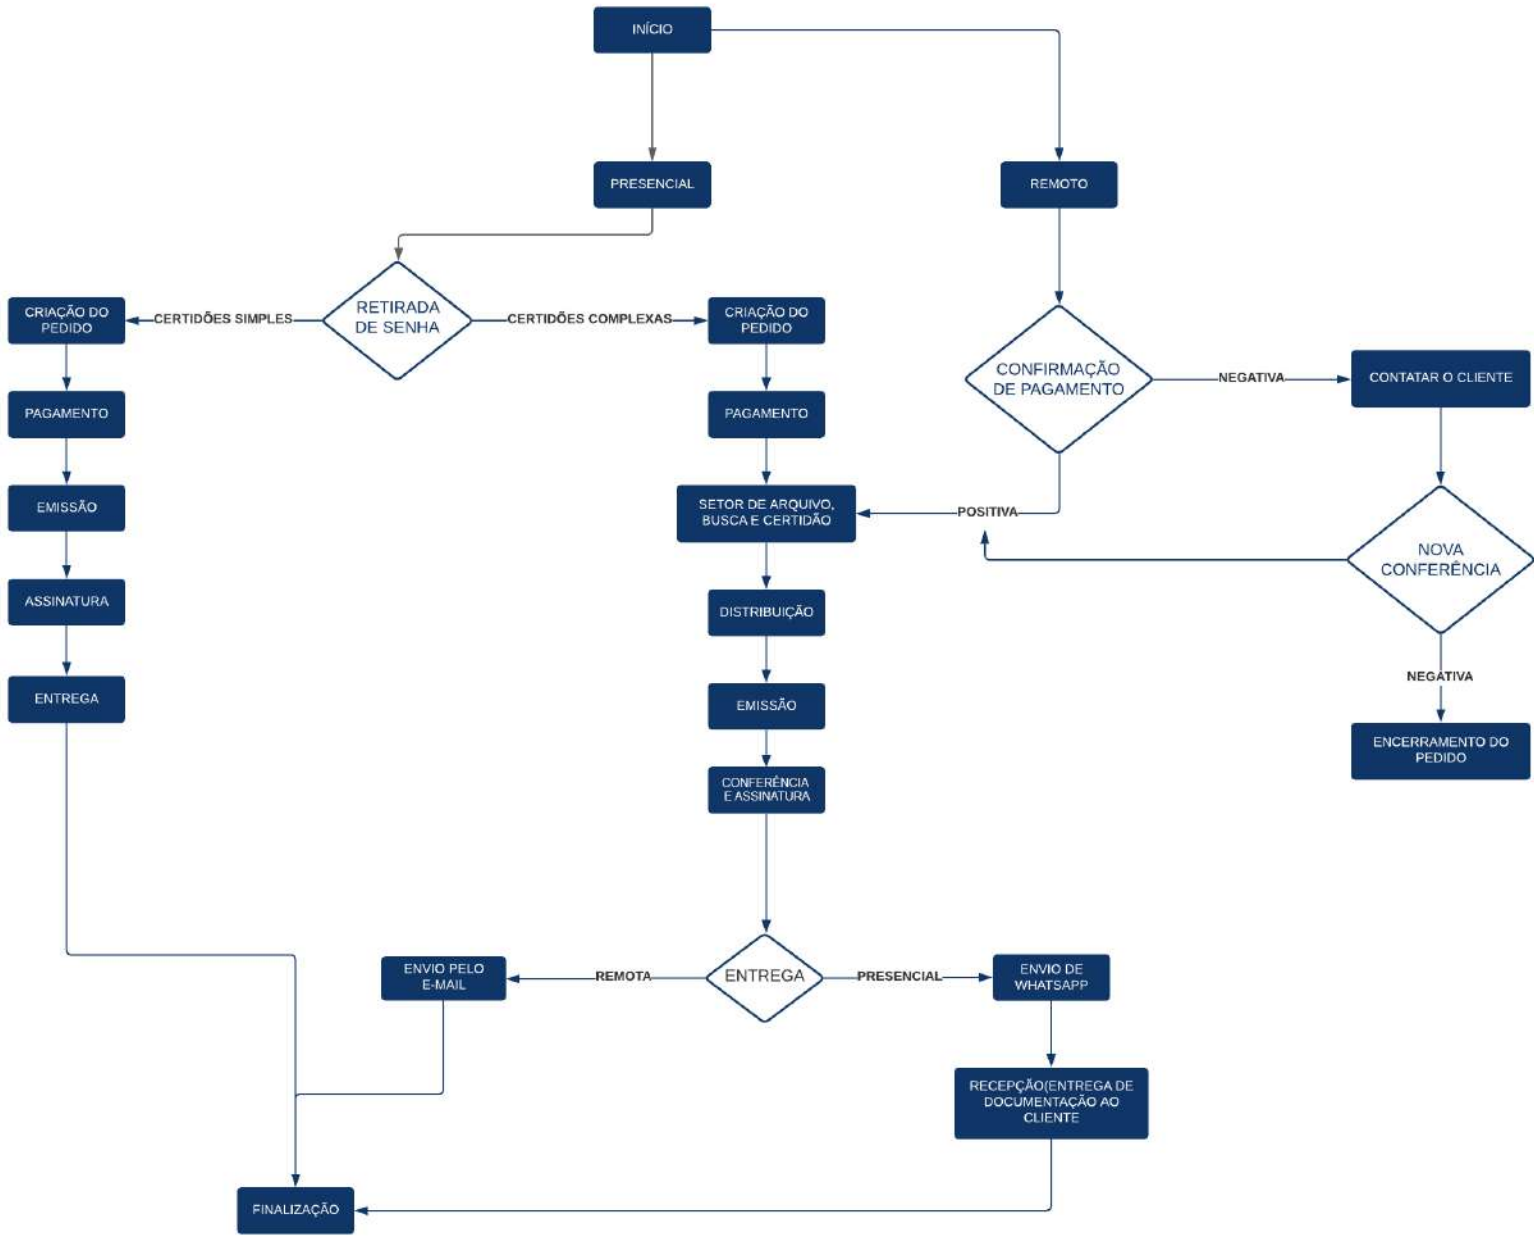 INÍCIO
PRESENCIAL
REMOTO
RETIRADA
DE SENHA
CERTIDÕES SIMPLES
CRIAÇÃO DO
PEDIDO
CERTIDÕES COMPLEXAS
CRIAÇÃO DO
PEDIDO
CONFIRMAÇÃO
DE PAGAMENTO
NEGATIVA
CONTATAR O CLIENTE
PAGAMENTO
PAGAMENTO
EMISSÃO
SETOR DE ARQUIVO,
BUSCA E CERTIDÃO
POSITIVA
NOVA
CONFERÊNCIA
ASSINATURA
DISTRIBUIÇÃO
NEGATIVA
ENTREGA
EMISSÃO
ENCERRAMENTO DO
PEDIDO
CONFERÊNCIA
E ASSINATURA
ENVIO PELO
E-MAIL
REMOTA
ENTREGA
PRESENCIAL
ENVIO DE
WHATSAPP
RECEPÇÃO(ENTREGA DE
DOCUMENTAÇÃO AO
CLIENTE
FINALIZAÇÃO